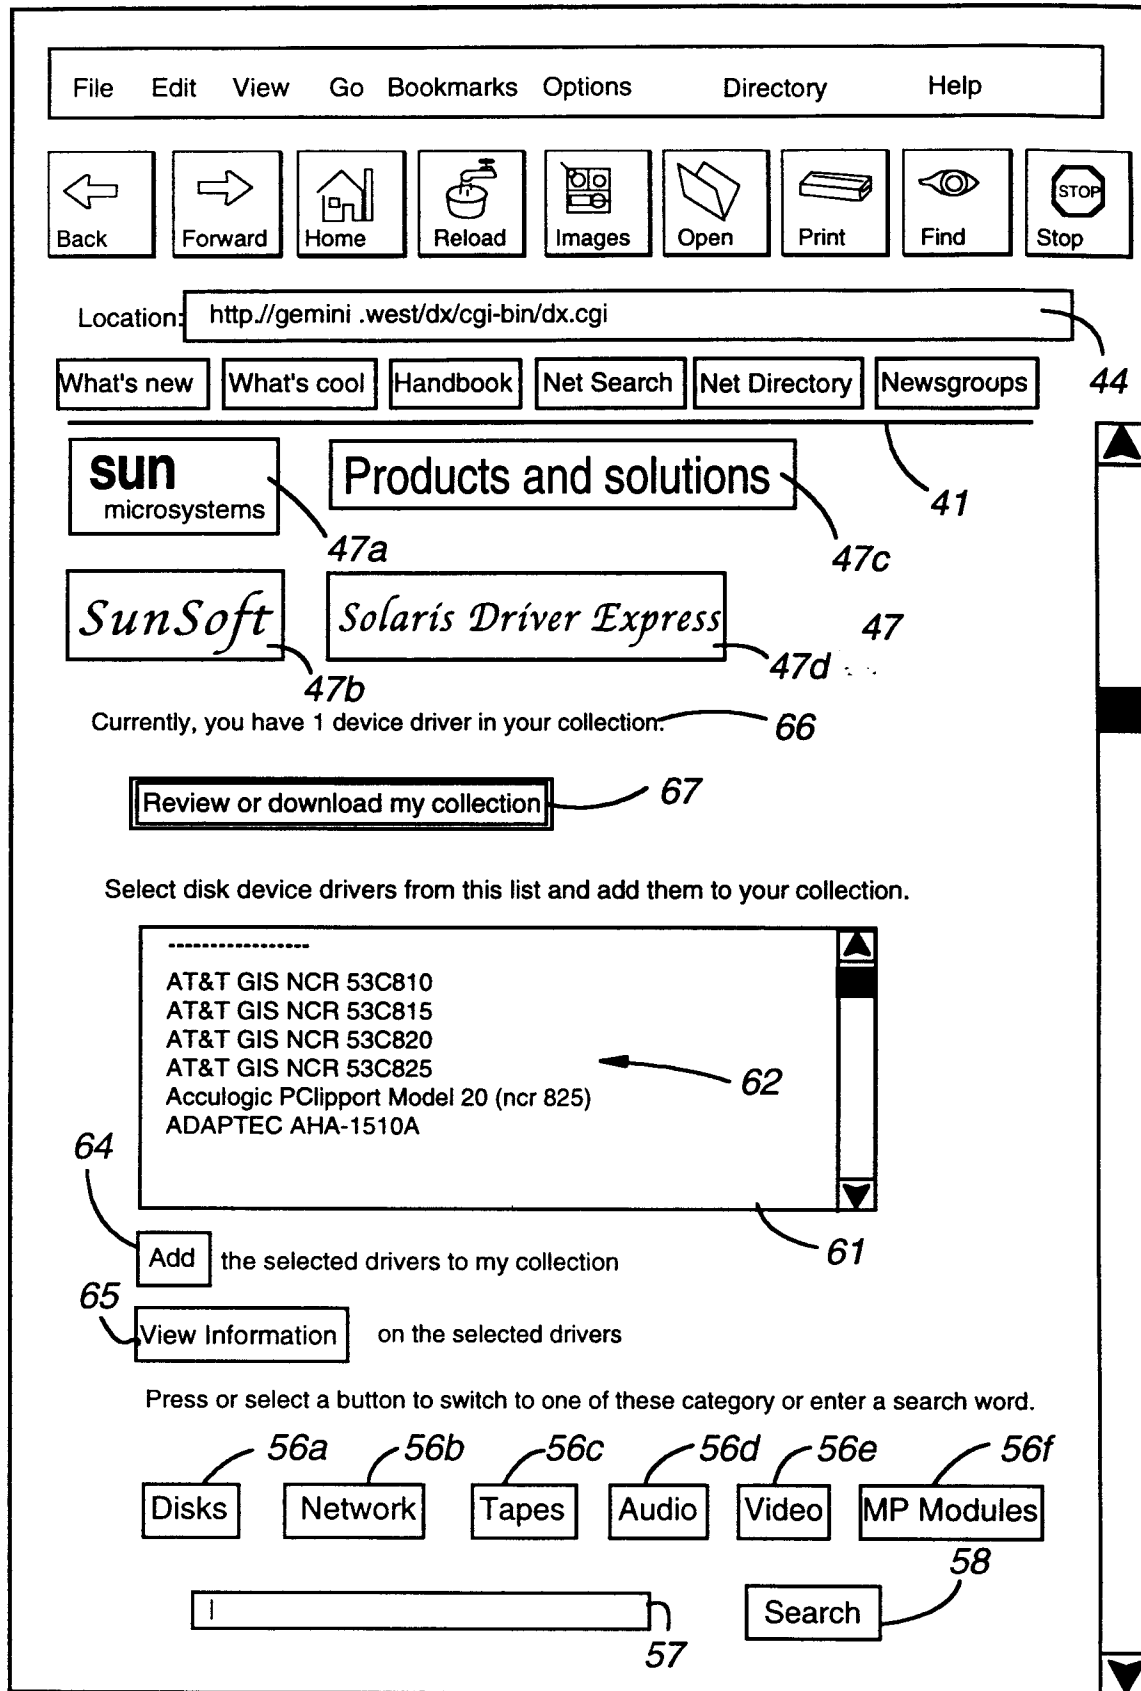 File Edit View Go Bookmarks Options Directory Help
Back Forward Home Reload Images Open Print Find STOP Stop
Location: http.//gemini .west/dx/cgi-bin/dx.cgi
44
What's new What's cool Handbook Net Search Net Directory Newsgroups
41
sun
microsystems
47a
Products and solutions
47c
SunSoft
47b
Solaris Driver Express
47d
47
Currently, you have 1 device driver in your collection.
66
Review or download my collection
67
Select disk device drivers from this list and add them to your collection.
-----------------
AT&T GIS NCR 53C810
AT&T GIS NCR 53C815
AT&T GIS NCR 53C820
AT&T GIS NCR 53C825
Acculogic PClipport Model 20 (ncr 825)
ADAPTEC AHA-1510A
62
61
64
Add the selected drivers to my collection
65
View Information on the selected drivers
Press or select a button to switch to one of these category or enter a search word.
56a 56b 56c 56d 56e 56f
Disks Network Tapes Audio Video MP Modules
58
Search
57